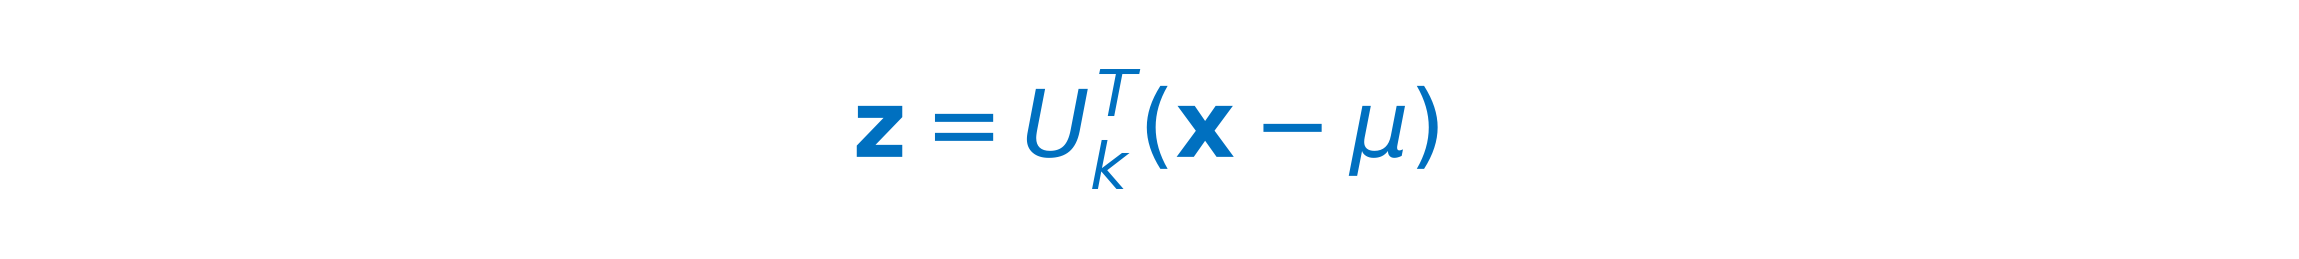 𝐳 = U_k^T(𝐱 − μ)